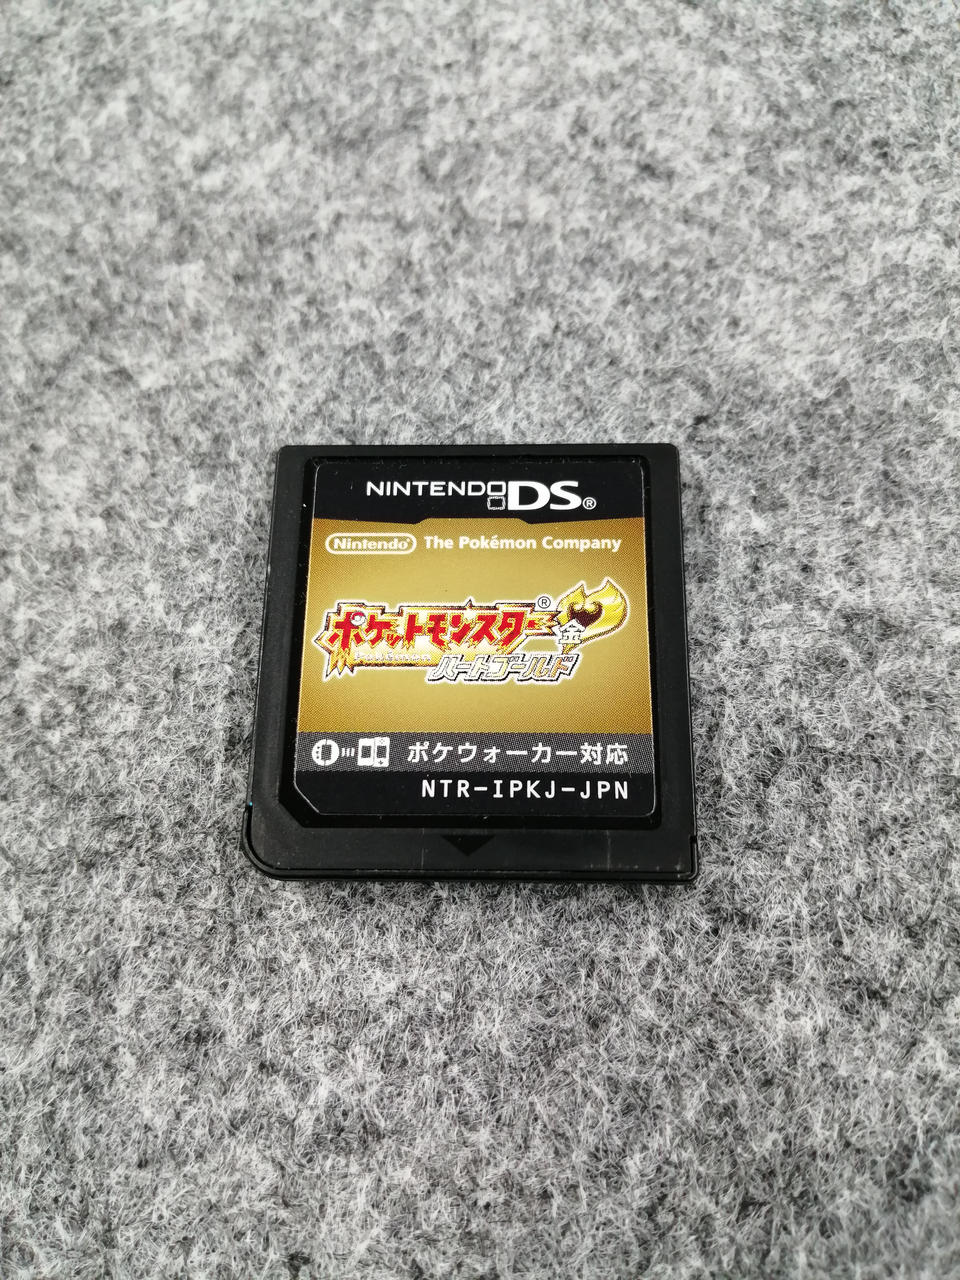 NINTENDO DS®
Nintendo® The Pokémon Company
ポケットモンスター®
金
ハートゴールド
ポケウォーカー対応
NTR-IPKJ-JPN